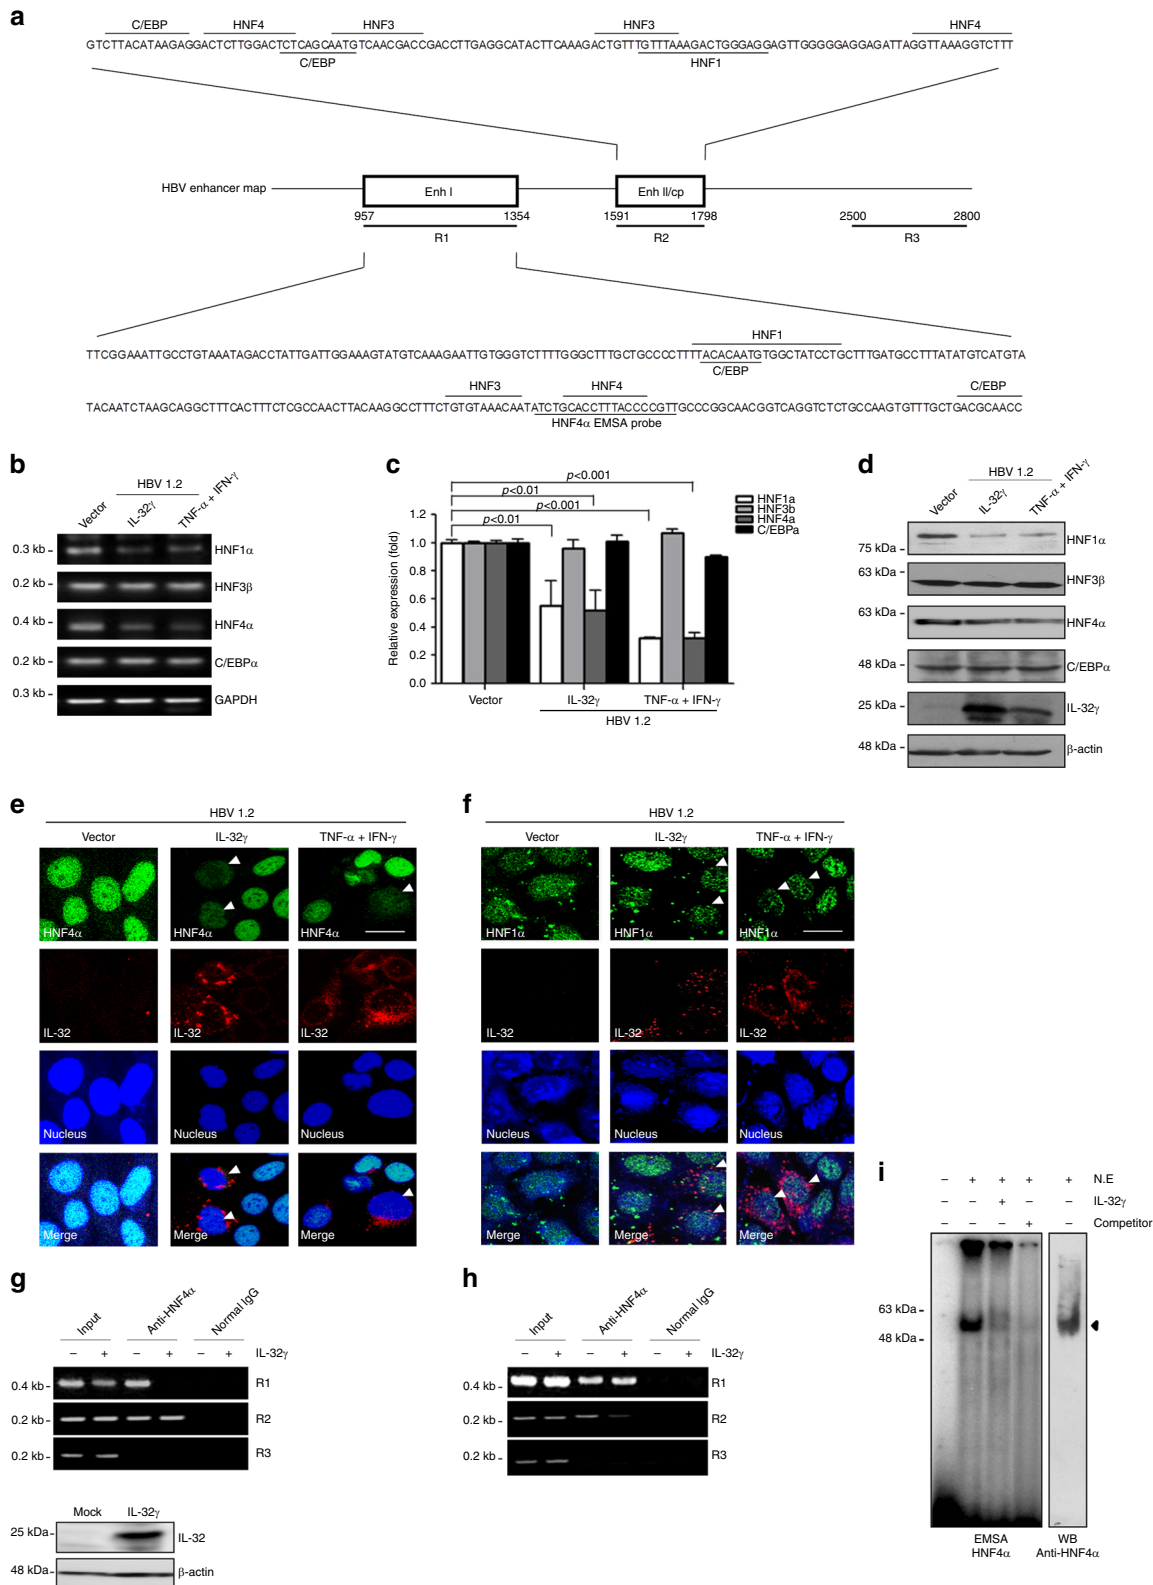 a
C/EBP HNF4 HNF3 HNF3 HNF4
GTCTTACATAAGAGGACTCTTGGACTCTCAGCAATGTCAACGACCGACCTTGAGGCATACTTCAAAGACTGTTTGTTTAAAGACTGGGAGGAGTTGGGGGAGGAGATTAGGTTAAAGGTCTTT
C/EBP HNF1
HBV enhancer map Enh I Enh II/cp
957 1354 1591 1798 2500 2800
R1 R2 R3
HNF1
TTCGGAAATTGCCTGTAAATAGACCTATTGATTGGAAAGTATGTCAAAGAATTGTGGGTCTTTTGGGCTTTGCTGCCCCTTTTACACAATGTGGCTATCCTGCTTTGATGCCTTTATATGTCATGTA
C/EBP
HNF3 HNF4 C/EBP
TACAATCTAAGCAGGCTTTCACTTTCTCGCCAACTTACAAGGCCTTTCTGTGTAAACAATATCTGCACCTTTACCCCGTTGCCCGGCAACGGTCAGGTCTCTGCCAAGTGTTTGCTGACGCAACC
HNF4α EMSA probe
b
HBV 1.2
Vector IL-32γ TNF-α + IFN-γ
0.3 kb HNF1α
0.2 kb HNF3β
0.4 kb HNF4α
0.2 kb C/EBPα
0.3 kb GAPDH
c
p<0.001
p<0.01
p<0.001
p<0.01
HNF1a
HNF3b
HNF4a
C/EBPa
Relative expression (fold)
1.2
1.0
0.8
0.6
0.4
0.2
0.0
Vector IL-32γ TNF-α + IFN-γ
HBV 1.2
d
HBV 1.2
Vector IL-32γ TNF-α + IFN-γ
75 kDa HNF1α
63 kDa HNF3β
63 kDa HNF4α
48 kDa C/EBPα
25 kDa IL-32γ
48 kDa β-actin
e
HBV 1.2
Vector IL-32γ TNF-α + IFN-γ
HNF4α HNF4α HNF4α
IL-32 IL-32 IL-32
Nucleus Nucleus Nucleus
Merge Merge Merge
f
HBV 1.2
Vector IL-32γ TNF-α + IFN-γ
HNF1α HNF1α HNF1α
IL-32 IL-32 IL-32
Nucleus Nucleus Nucleus
Merge Merge Merge
g
Input Anti-HNF4α Normal IgG
− + − + − + IL-32γ
0.4 kb R1
0.2 kb R2
0.2 kb R3
Mock IL-32γ
25 kDa IL-32
48 kDa β-actin
h
Input Anti-HNF4α Normal IgG
− + − + − + IL-32γ
0.4 kb R1
0.2 kb R2
0.2 kb R3
i
− + + + + N.E
− − + − − IL-32γ
− − − + − Competitor
63 kDa
48 kDa
EMSA HNF4α
WB Anti-HNF4α